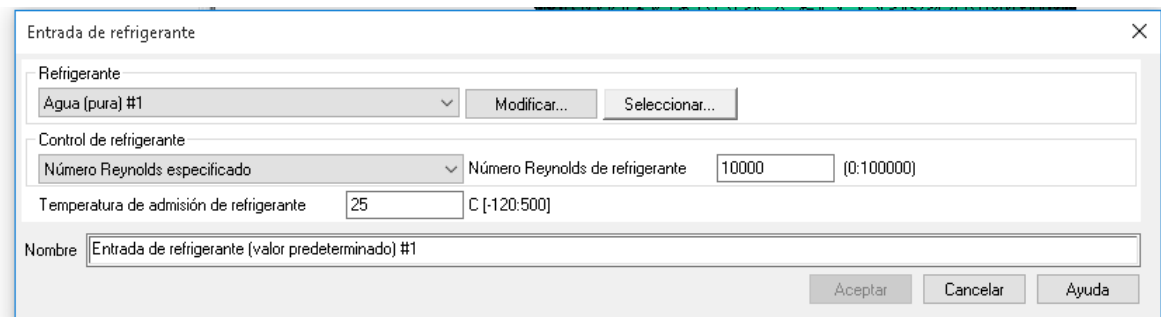 Entrada de refrigerante
Refrigerante
Agua (pura) #1 Modificar... Seleccionar...
Control de refrigerante
Número Reynolds especificado Número Reynolds de refrigerante 10000 (0:100000)
Temperatura de admisión de refrigerante 25 C [-120:500]
Nombre Entrada de refrigerante (valor predeterminado) #1
Aceptar Cancelar Ayuda